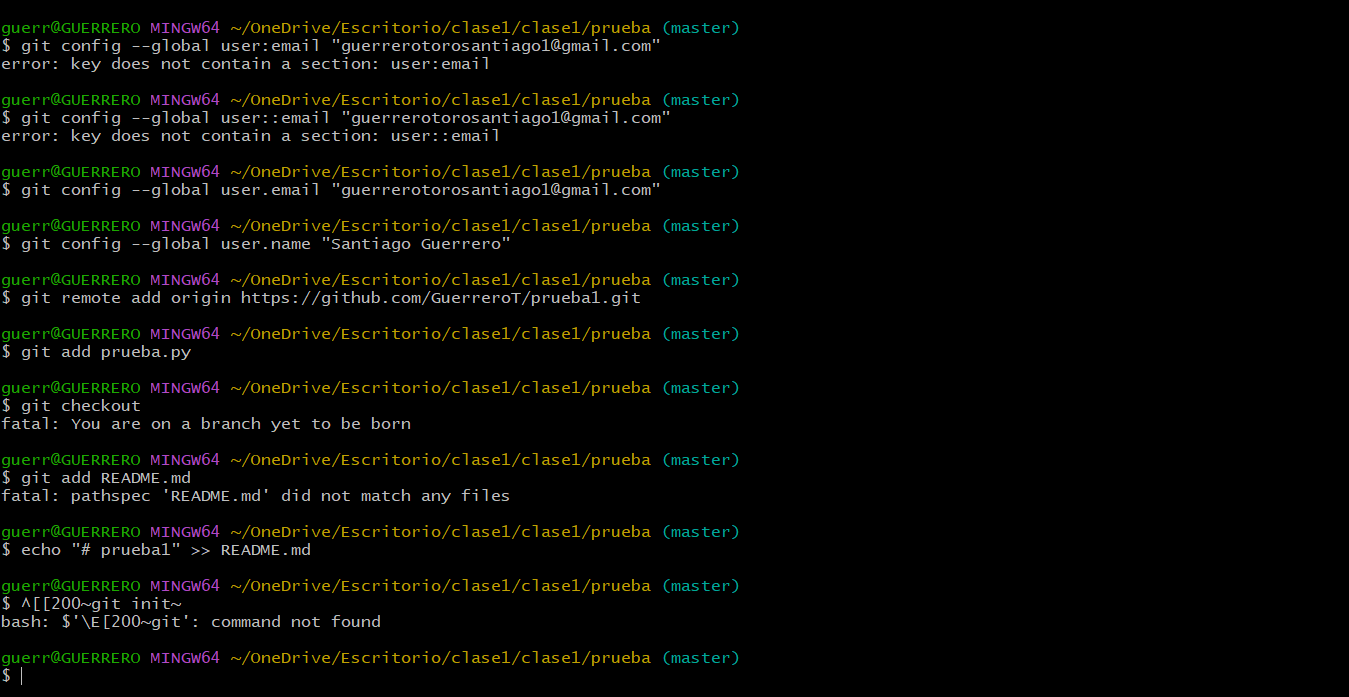 guerr@GUERRERO MINGW64 ~/OneDrive/Escritorio/clase1/clase1/prueba (master)
$ git config --global user:email "guerrerotorosantiago1@gmail.com"
error: key does not contain a section: user:email
guerr@GUERRERO MINGW64 ~/OneDrive/Escritorio/clase1/clase1/prueba (master)
$ git config --global user::email "guerrerotorosantiago1@gmail.com"
error: key does not contain a section: user::email
guerr@GUERRERO MINGW64 ~/OneDrive/Escritorio/clase1/clase1/prueba (master)
$ git config --global user.email "guerrerotorosantiago1@gmail.com"
guerr@GUERRERO MINGW64 ~/OneDrive/Escritorio/clase1/clase1/prueba (master)
$ git config --global user.name "Santiago Guerrero"
guerr@GUERRERO MINGW64 ~/OneDrive/Escritorio/clase1/clase1/prueba (master)
$ git remote add origin https://github.com/GuerreroT/prueba1.git
guerr@GUERRERO MINGW64 ~/OneDrive/Escritorio/clase1/clase1/prueba (master)
$ git add prueba.py
guerr@GUERRERO MINGW64 ~/OneDrive/Escritorio/clase1/clase1/prueba (master)
$ git checkout
fatal: You are on a branch yet to be born
guerr@GUERRERO MINGW64 ~/OneDrive/Escritorio/clase1/clase1/prueba (master)
$ git add README.md
fatal: pathspec 'README.md' did not match any files
guerr@GUERRERO MINGW64 ~/OneDrive/Escritorio/clase1/clase1/prueba (master)
$ echo "# prueba1" >> README.md
guerr@GUERRERO MINGW64 ~/OneDrive/Escritorio/clase1/clase1/prueba (master)
$ ^[[200~git init~
bash: $'\E[200~git': command not found
guerr@GUERRERO MINGW64 ~/OneDrive/Escritorio/clase1/clase1/prueba (master)
$